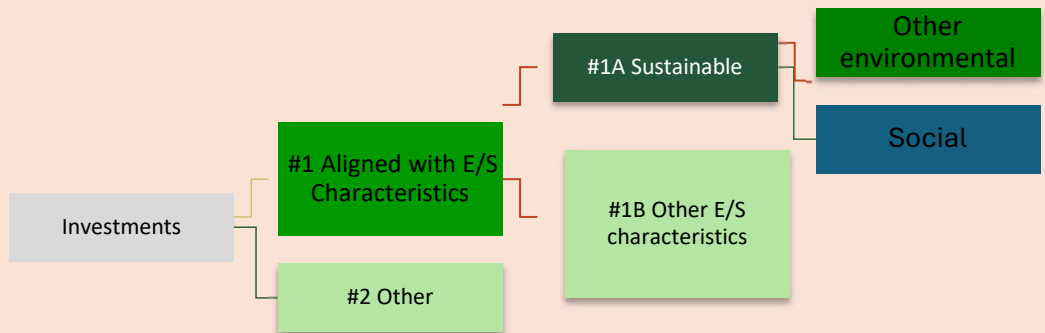 Investments
#1 Aligned with E/S
Characteristics
#2 Other
#1A Sustainable
#1B Other E/S
characteristics
Other
environmental
Social